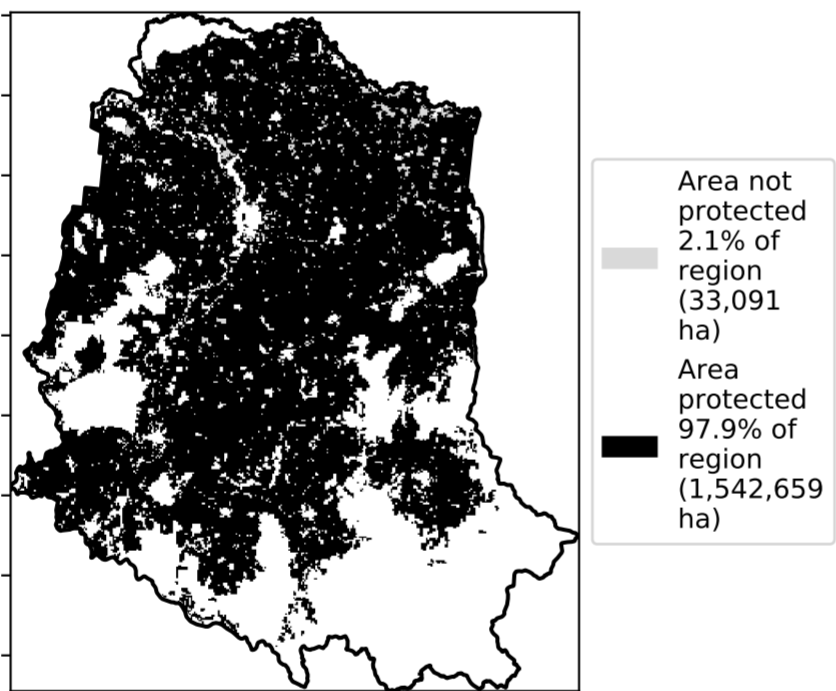 Area not
protected
2.1% of
region
(33,091
ha)
Area
protected
97.9% of
region
(1,542,659
ha)